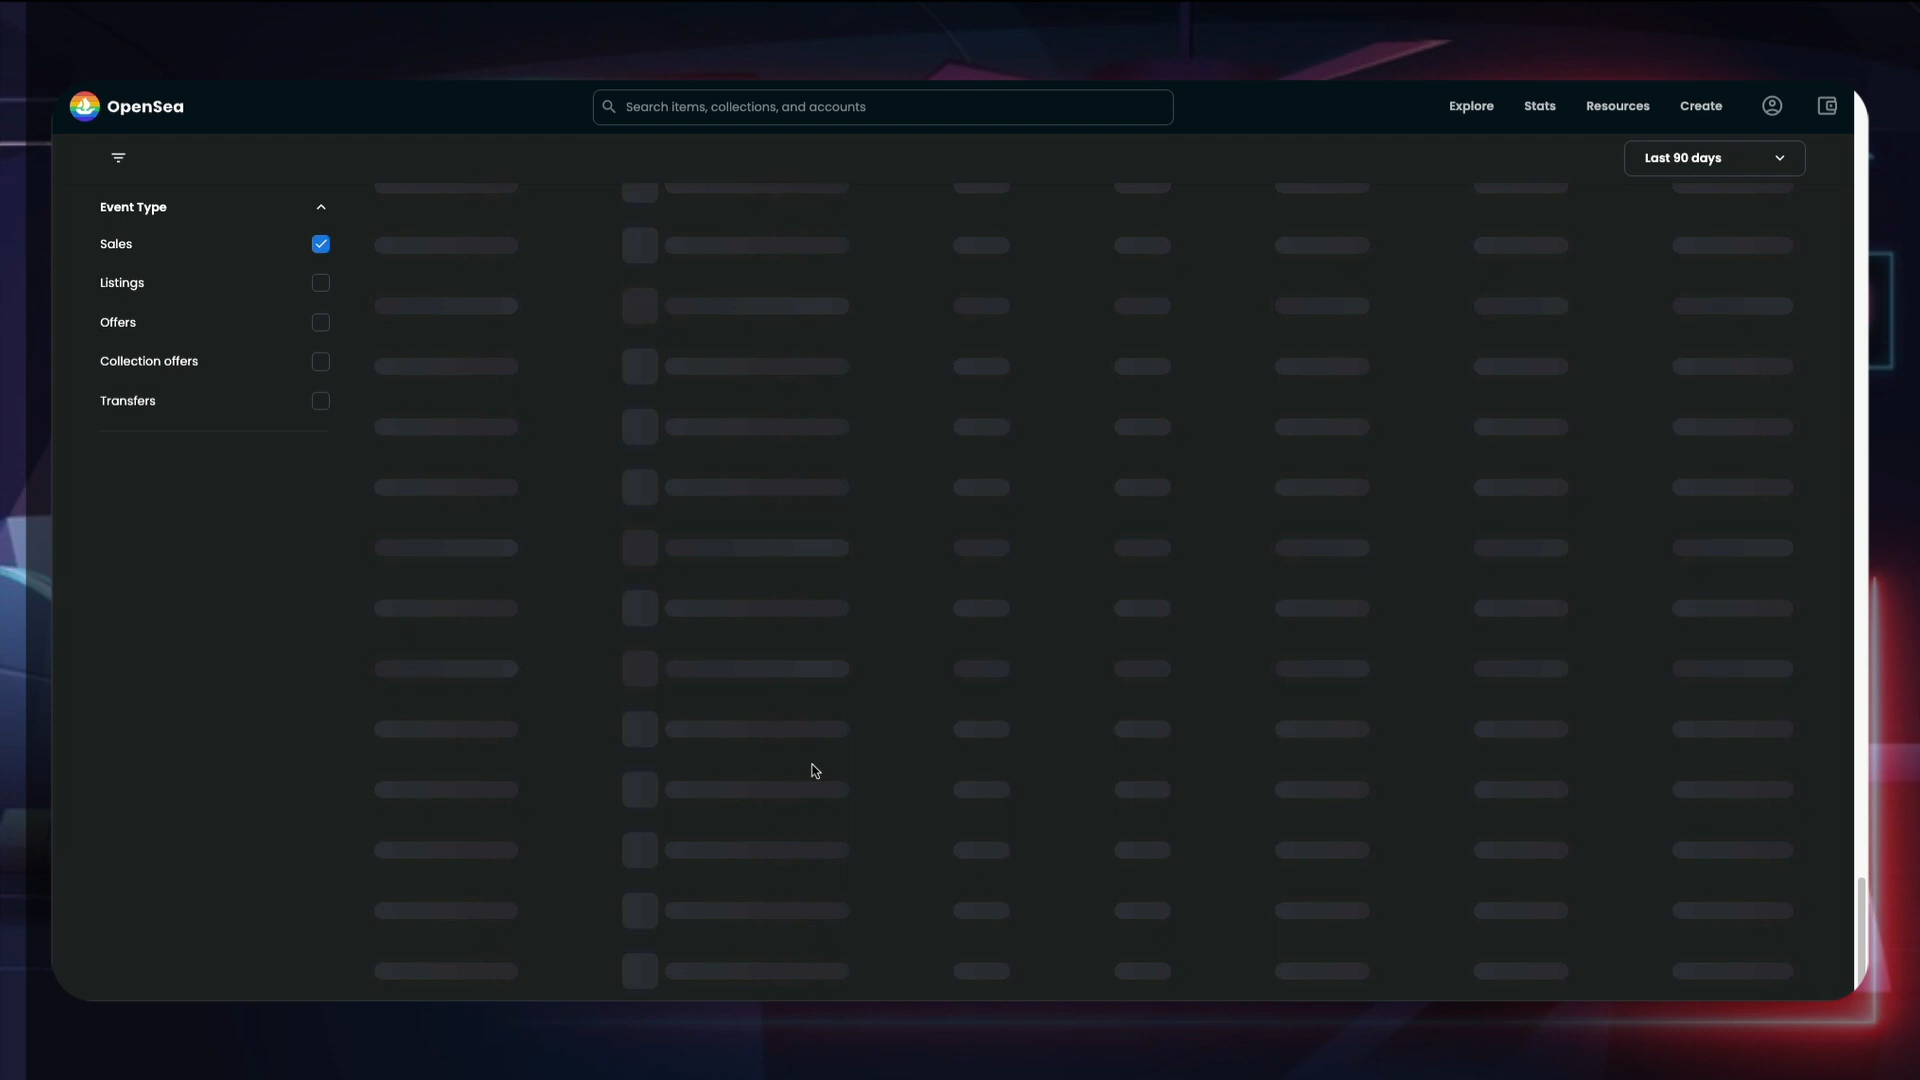 OpenSea
Search items, collections, and accounts
Explore
Stats
Resources
Create
Last 90 days
Event Type
Sales
Listings
Offers
Collection offers
Transfers